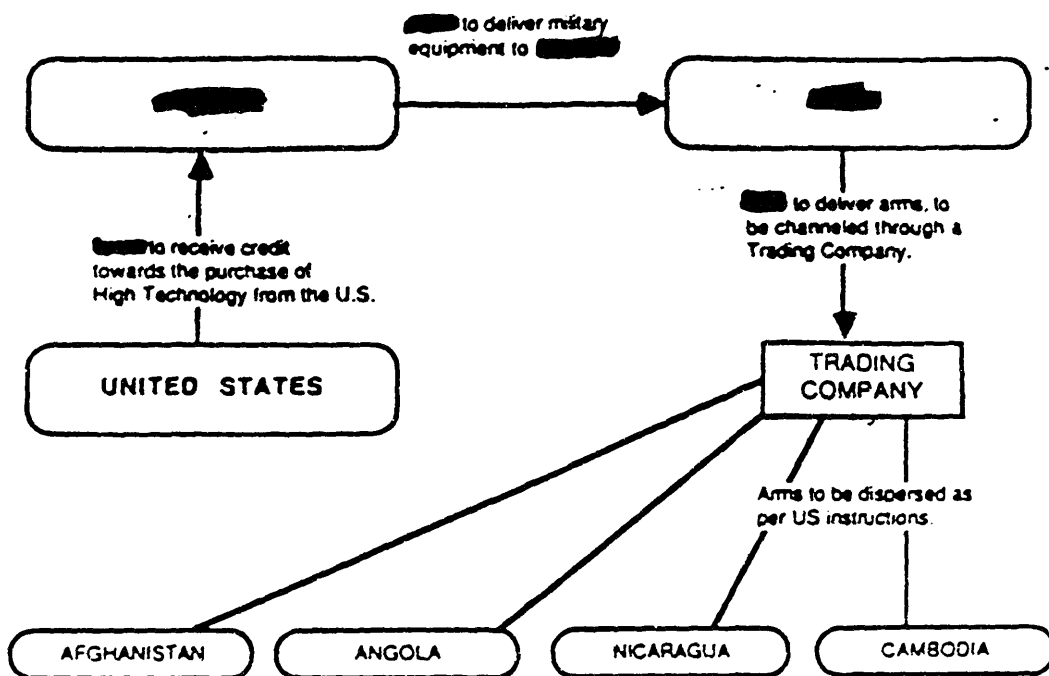 to deliver military
equipment to
to receive credit
towards the purchase of
High Technology from the U.S.
to deliver arms, to
be channeled through a
Trading Company.
UNITED STATES
TRADING
COMPANY
Arms to be dispersed as
per US instructions.
AFGHANISTAN
ANGOLA
NICARAGUA
CAMBODIA